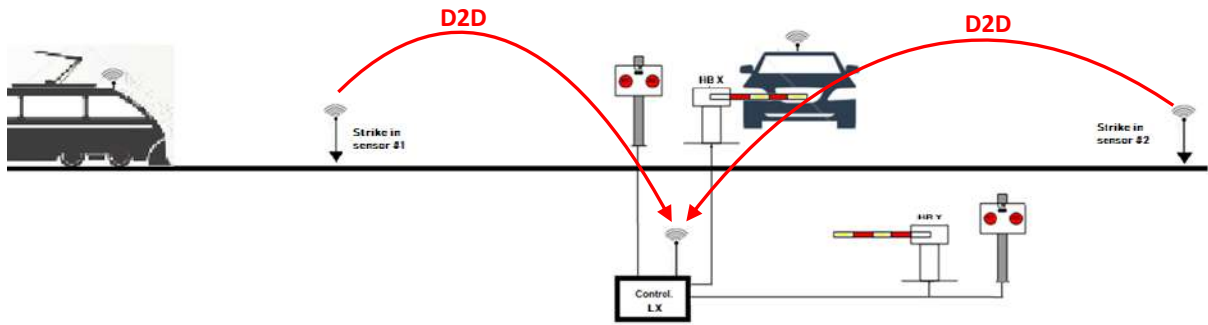 D2D
D2D
HB X
Strike in
sensor #1
Strike in
sensor #2
HB Y
Control.
LX